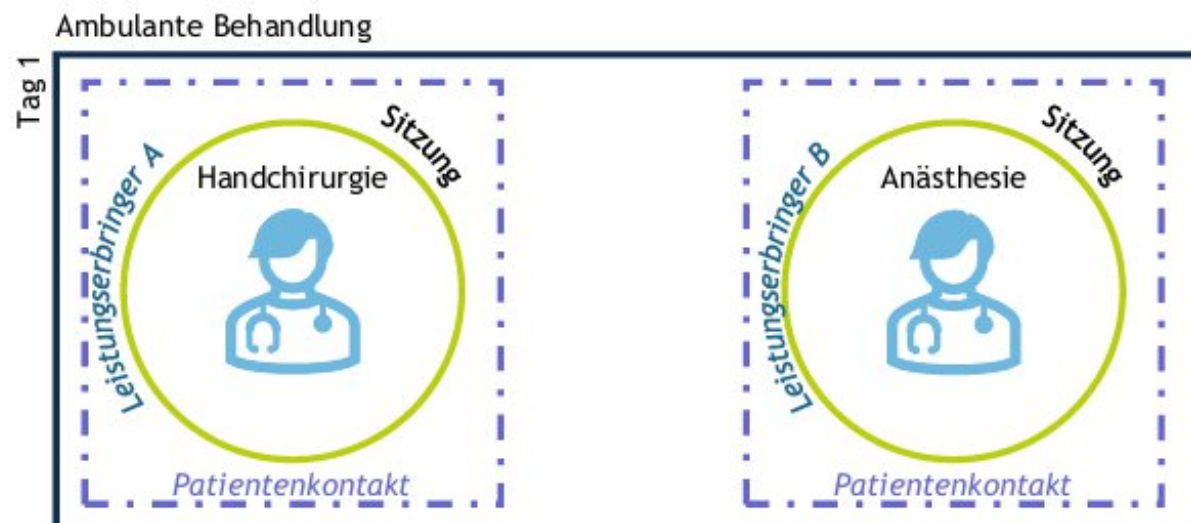 Ambulante Behandlung
Tag 1
Sitzung
Handchirurgie
Leistungserbringer A
Patientenkontakt
Sitzung
Anästhesie
Leistungserbringer B
Patientenkontakt